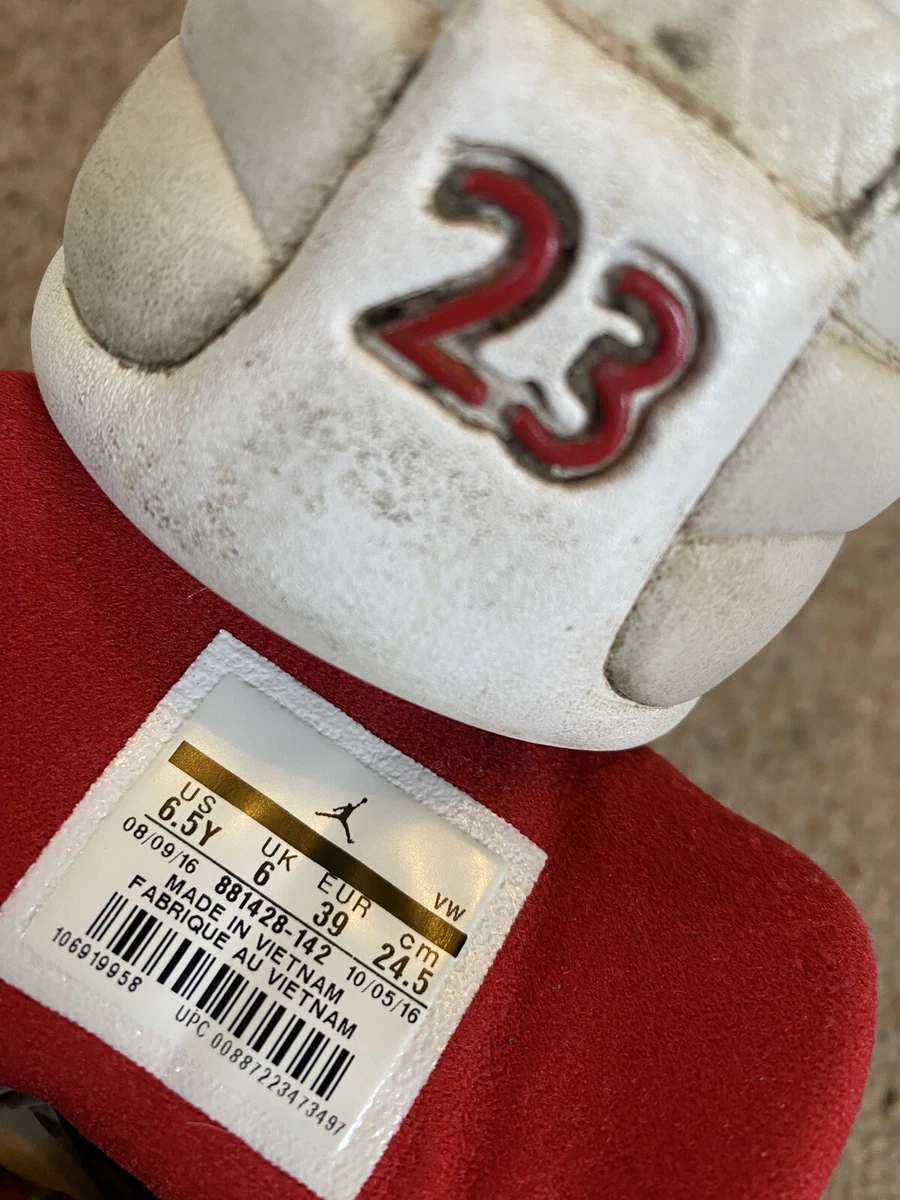 23
VW
US UK EUR cm
6.5Y 6 39 24.5
08/09/16 881428-142 10/05/16
MADE IN VIETNAM
FABRIQUE AU VIETNAM
106919958
UPC 00887223473497